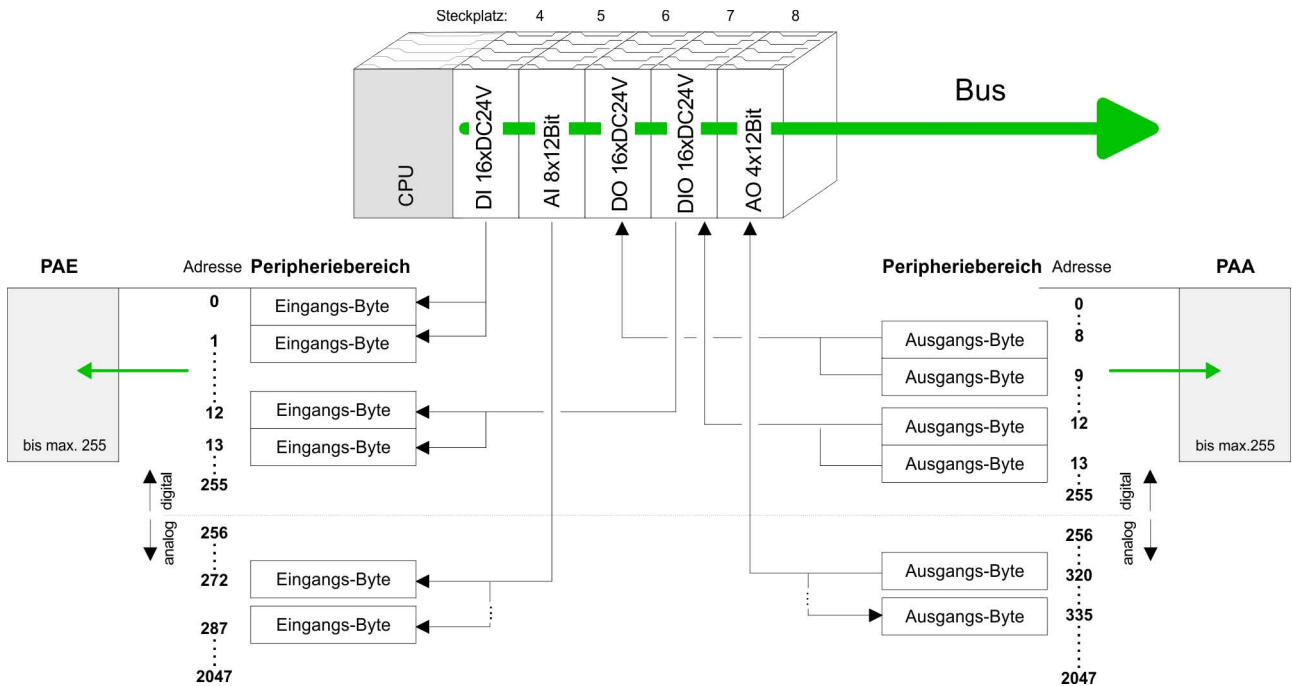 Steckplatz: 4 5 6 7 8
CPU
DI 16xDC24V
AI 8x12Bit
DO 16xDC24V
DIO 16xDC24V
AO 4x12Bit
Bus
PAE
Adresse
Peripheriebereich
bis max. 255
0
Eingangs-Byte
1
Eingangs-Byte
12
Eingangs-Byte
13
Eingangs-Byte
255
digital
analog
256
272
Eingangs-Byte
287
Eingangs-Byte
2047
Peripheriebereich
Adresse
PAA
0
Ausgangs-Byte
8
Ausgangs-Byte
9
Ausgangs-Byte
12
Ausgangs-Byte
13
255
bis max.255
digital
analog
256
Ausgangs-Byte
320
Ausgangs-Byte
335
2047